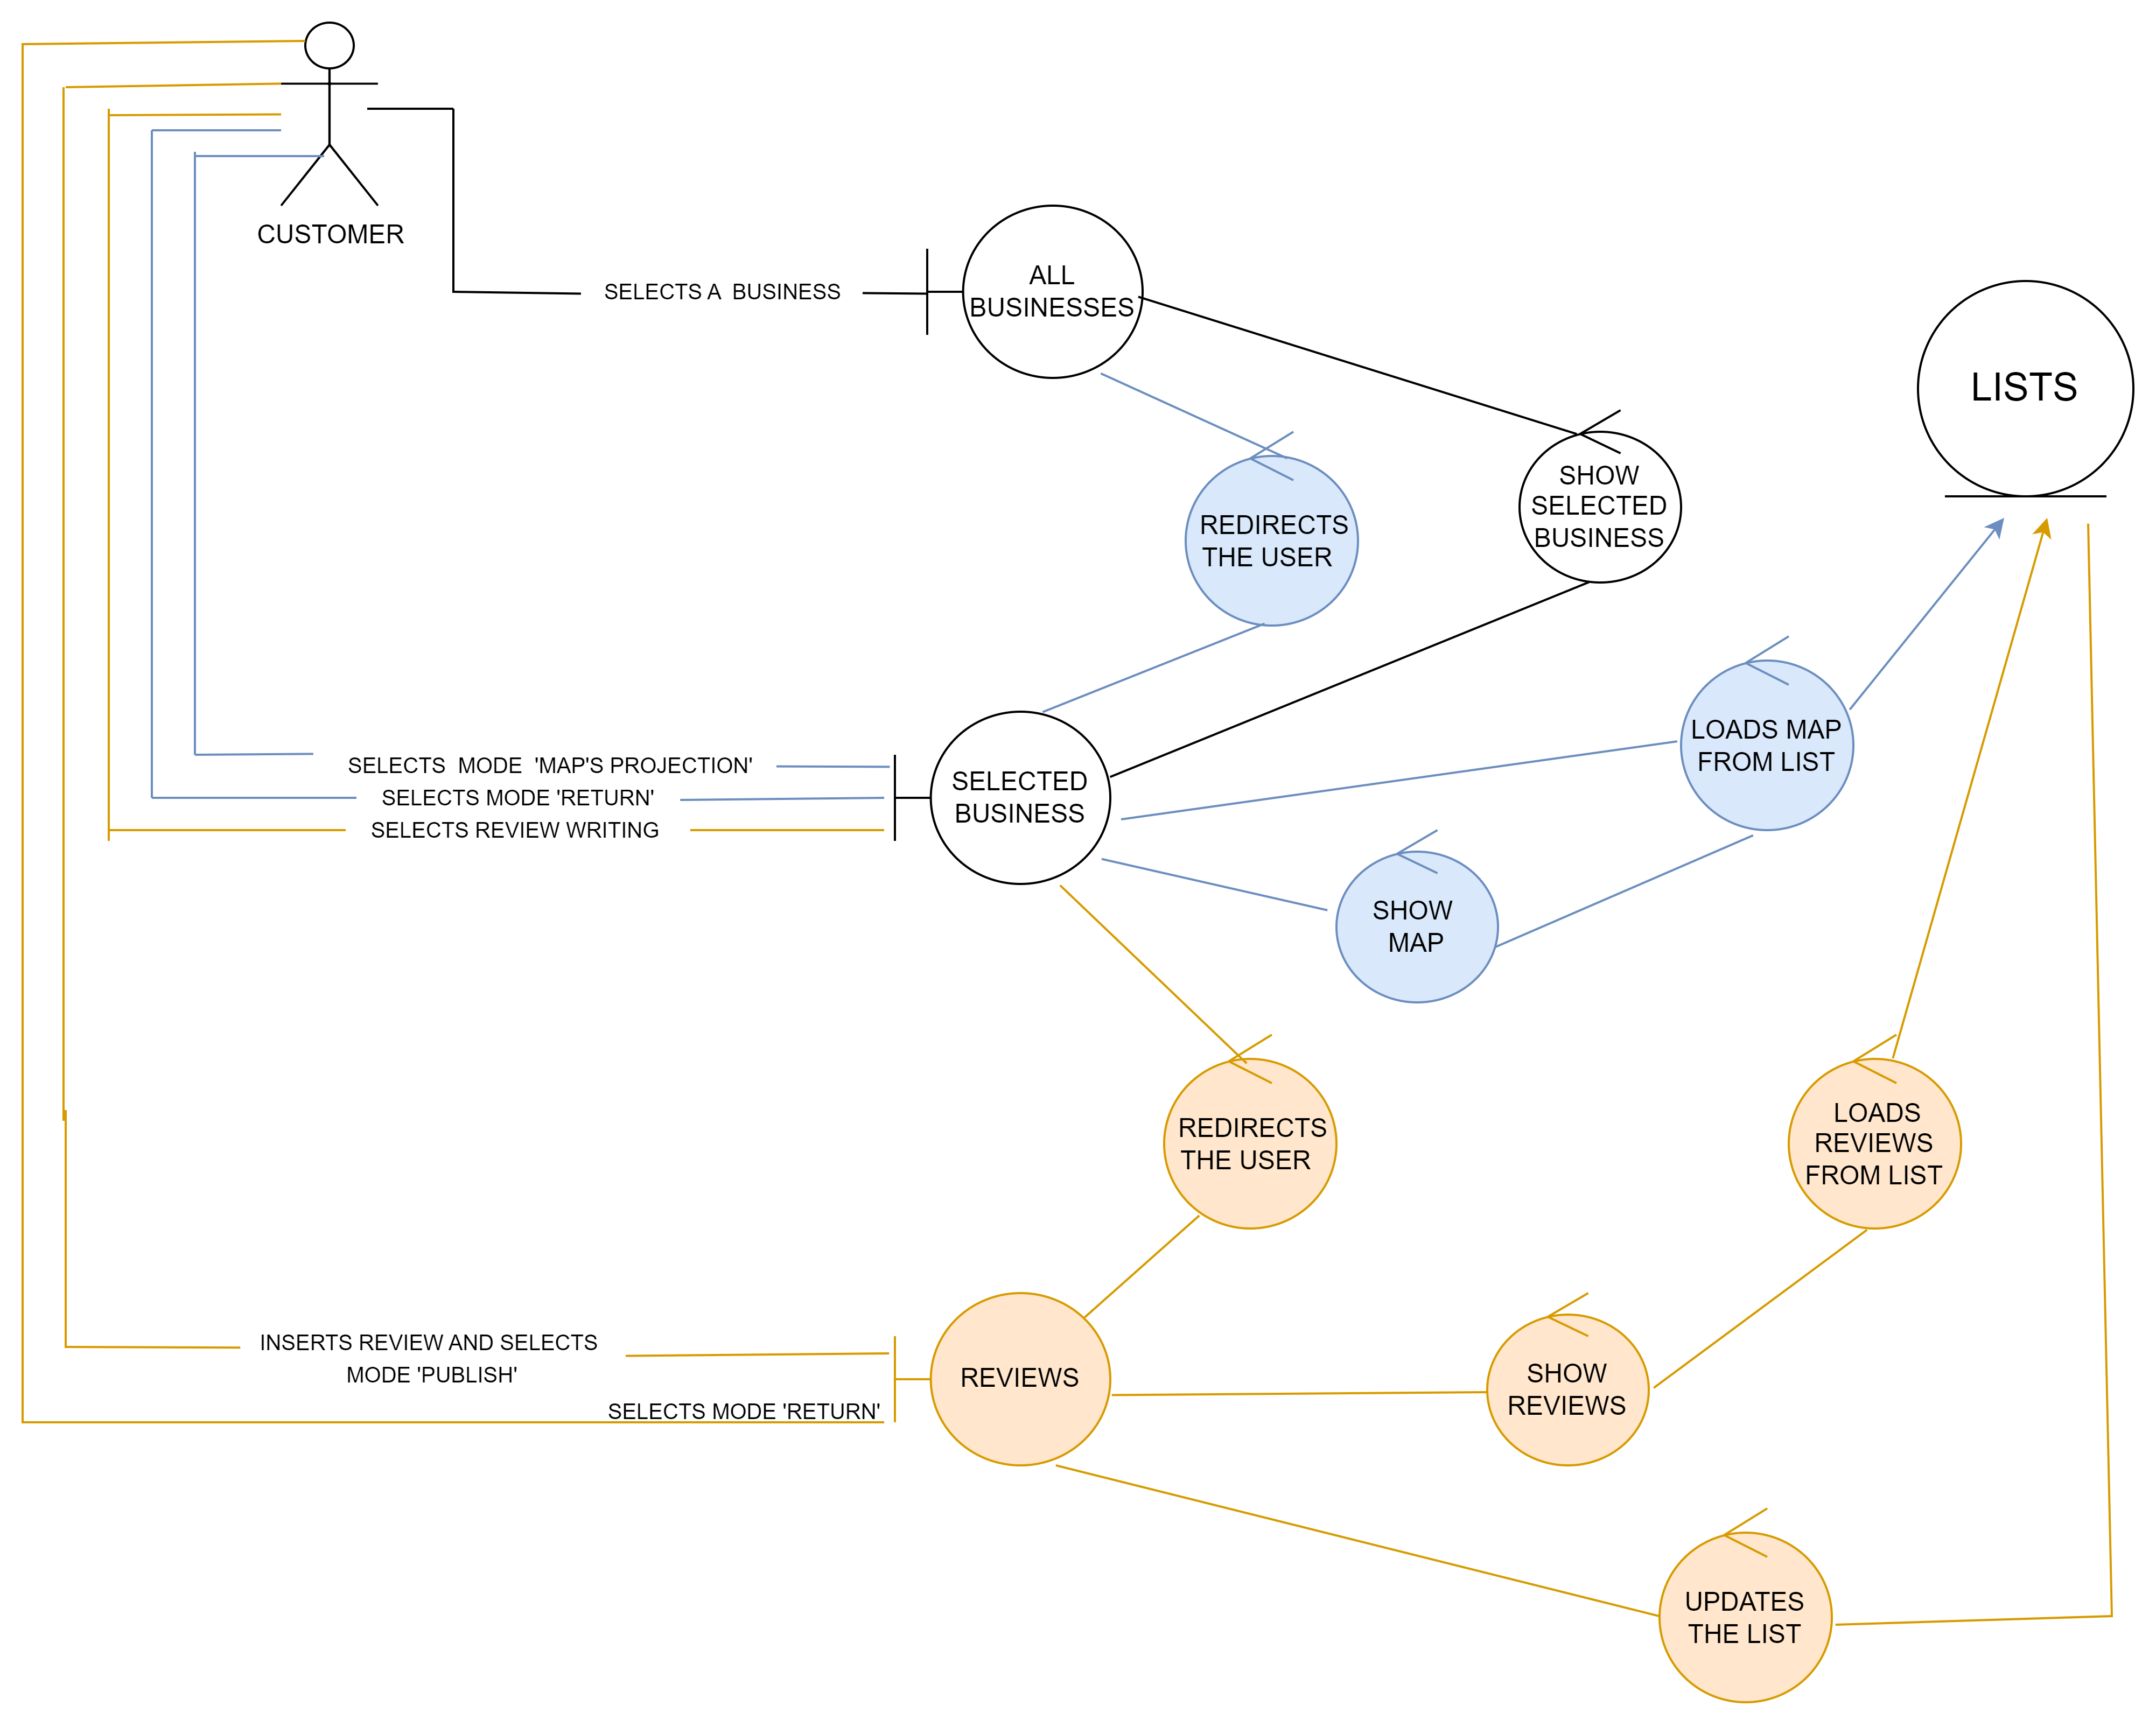 CUSTOMER
SELECTS A  BUSINESS
ALL
BUSINESSES
LISTS
SHOW
SELECTED
BUSINESS
REDIRECTS
THE USER
LOADS MAP
FROM LIST
SELECTS  MODE  'MAP'S PROJECTION'
SELECTS MODE 'RETURN'
SELECTS REVIEW WRITING
SELECTED
BUSINESS
SHOW
MAP
REDIRECTS
THE USER
LOADS
REVIEWS
FROM LIST
INSERTS REVIEW AND SELECTS
MODE 'PUBLISH'
SELECTS MODE 'RETURN'
REVIEWS
SHOW
REVIEWS
UPDATES
THE LIST